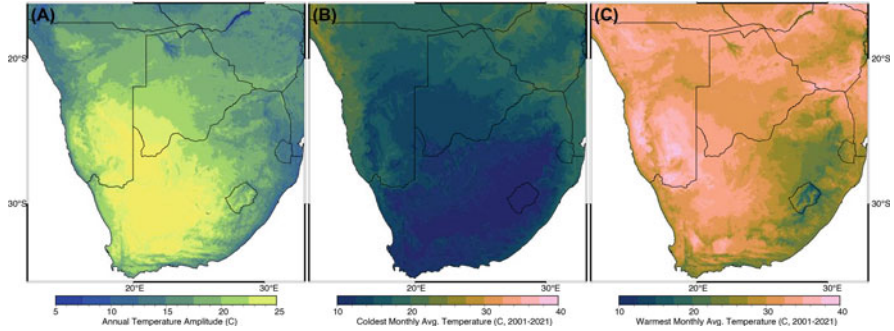 (A) (B) (C)
20°S 20°S
30°S 30°S
20°E 30°E 20°E 30°E 20°E 30°E
5 10 15 20 25 10 20 30 40 10 20 30 40
Annual Temperature Amplitude (C) Coldest Monthly Avg. Temperature (C, 2001-2021) Warmest Monthly Avg. Temperature (C, 2001-2021)